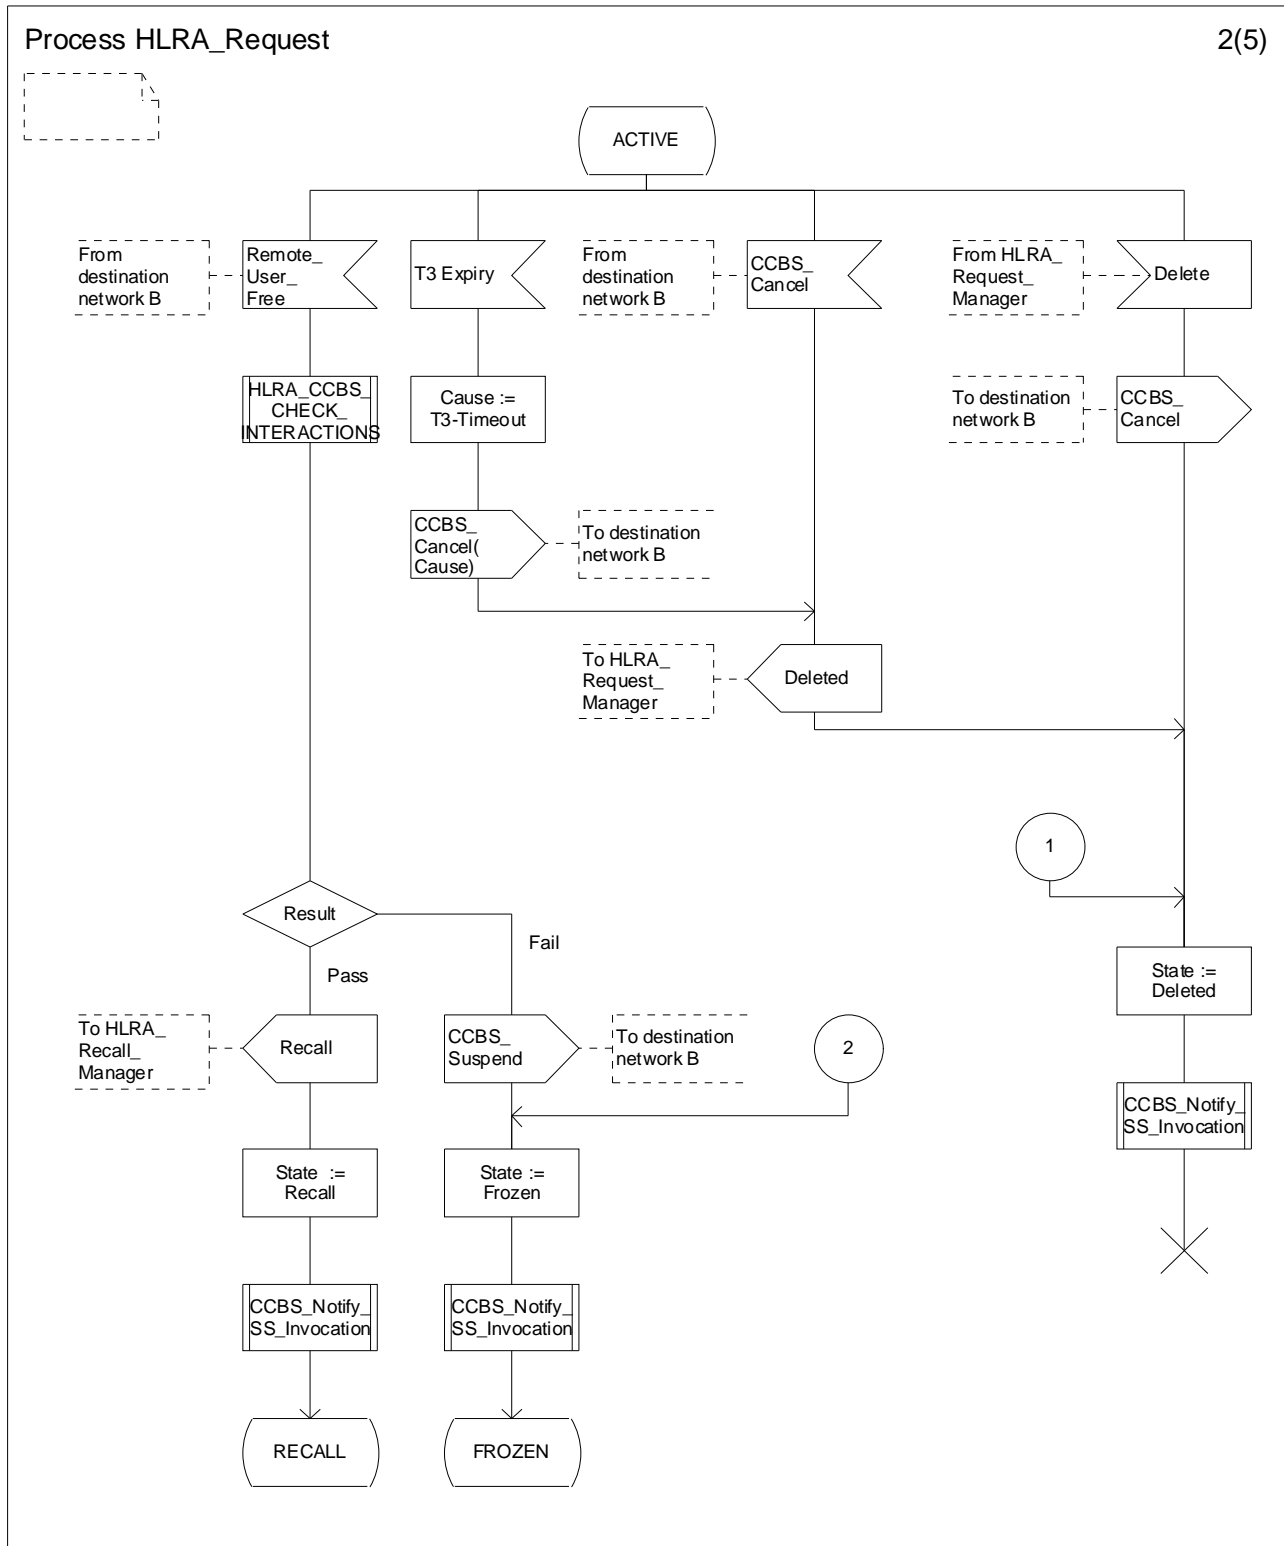 Process HLRA_Request
2(5)
ACTIVE
From
destination
network B
Remote_
User_
Free
T3 Expiry
From
destination
network B
CCBS_
Cancel
From HLRA_
Request_
Manager
Delete
HLRA_CCBS_
CHECK_
INTERACTIONS
Cause :=
T3-Timeout
To destination
network B
CCBS_
Cancel
CCBS_
Cancel(
Cause)
To destination
network B
To HLRA_
Request_
Manager
Deleted
1
Result
Fail
Pass
State :=
Deleted
To HLRA_
Recall_
Manager
Recall
CCBS_
Suspend
To destination
network B
2
CCBS_Notify_
SS_Invocation
State :=
Recall
State :=
Frozen
CCBS_Notify_
SS_Invocation
CCBS_Notify_
SS_Invocation
RECALL
FROZEN